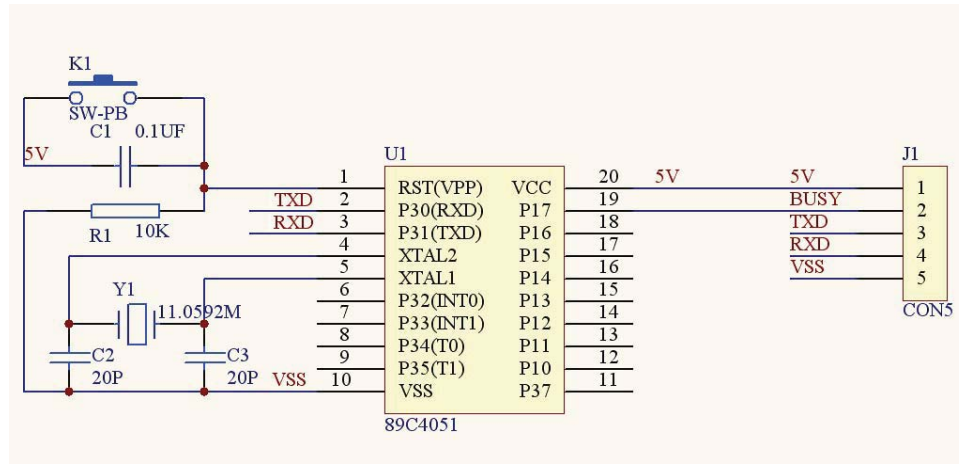 K1
SW-PB
C1 0.1UF
5V
R1 10K
Y1
11.0592M
C2
20P
C3
20P
VSS
U1
1 RST(VPP) VCC 20 5V
TXD 2 P30(RXD) P17 19
RXD 3 P31(TXD) P16 18
4 XTAL2 P15 17
5 XTAL1 P14 16
6 P32(INT0) P13 15
7 P33(INT1) P12 14
8 P34(T0) P11 13
9 P35(T1) P10 12
10 VSS P37 11
89C4051
J1
5V 1
BUSY 2
TXD 3
RXD 4
VSS 5
CON5